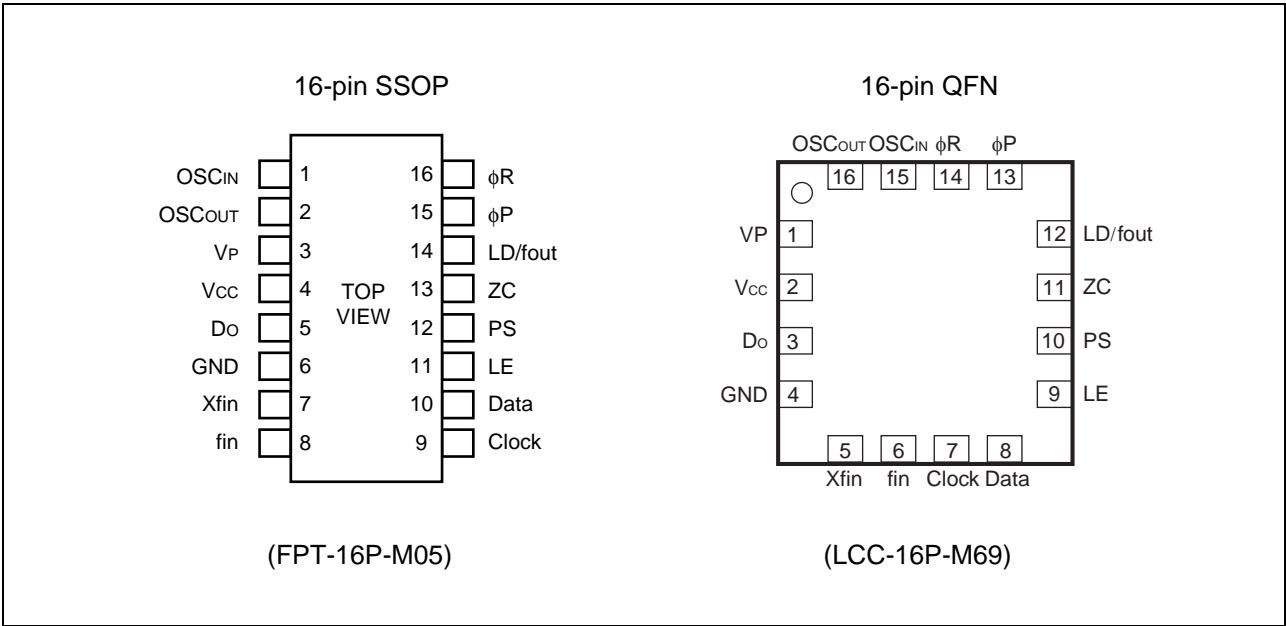 16-pin SSOP
OSCIN 1 16 ϕR
OSCOUT 2 15 ϕP
VP 3 14 LD/fout
VCC 4 13 ZC
TOP
VIEW
DO 5 12 PS
GND 6 11 LE
Xfin 7 10 Data
fin 8 9 Clock
(FPT-16P-M05)
16-pin QFN
OSCOUT OSCIN ϕR ϕP
16 15 14 13
VP 1 12 LD/fout
VCC 2 11 ZC
DO 3 10 PS
GND 4 9 LE
5 6 7 8
Xfin fin Clock Data
(LCC-16P-M69)